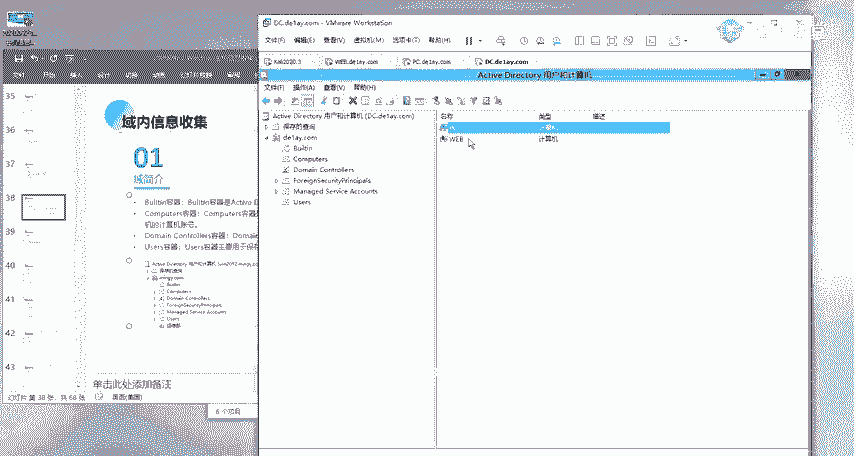 DC.de1ay.com - VMware Workstation
文件(F) 编辑(E) 查看(V) 虚拟机(M) 选项卡(T) 帮助(H)
Kali2020.3 WEB.de1ay.com PC.de1ay.com DC.de1ay.com
Active Directory 用户和计算机
文件(F) 操作(A) 查看(V) 帮助(H)
Active Directory 用户和计算机 (DC.de1ay.com)
保存的查询
de1ay.com
Builtin
Computers
Domain Controllers
ForeignSecurityPrincipals
Managed Service Accounts
Users
名称 类型 描述
计算机
WEB 计算机
35
36
37
38
39
40
41
42
43
域内信息收集
01
域简介
Builtin容器：Builtin容器是Active D
Computers容器：Computers容器是
机的计算机账号。
Domain Controllers容器：Domain
Users容器：Users容器主要用于保存
保存的查询
Builtin
Computers
Domain Controllers
ForeignSecurityPrincipals
Managed Service Accounts
Users
单击此处添加备注
幻灯片 第 38 张，共 68 张 英语(美国)
6 个项目